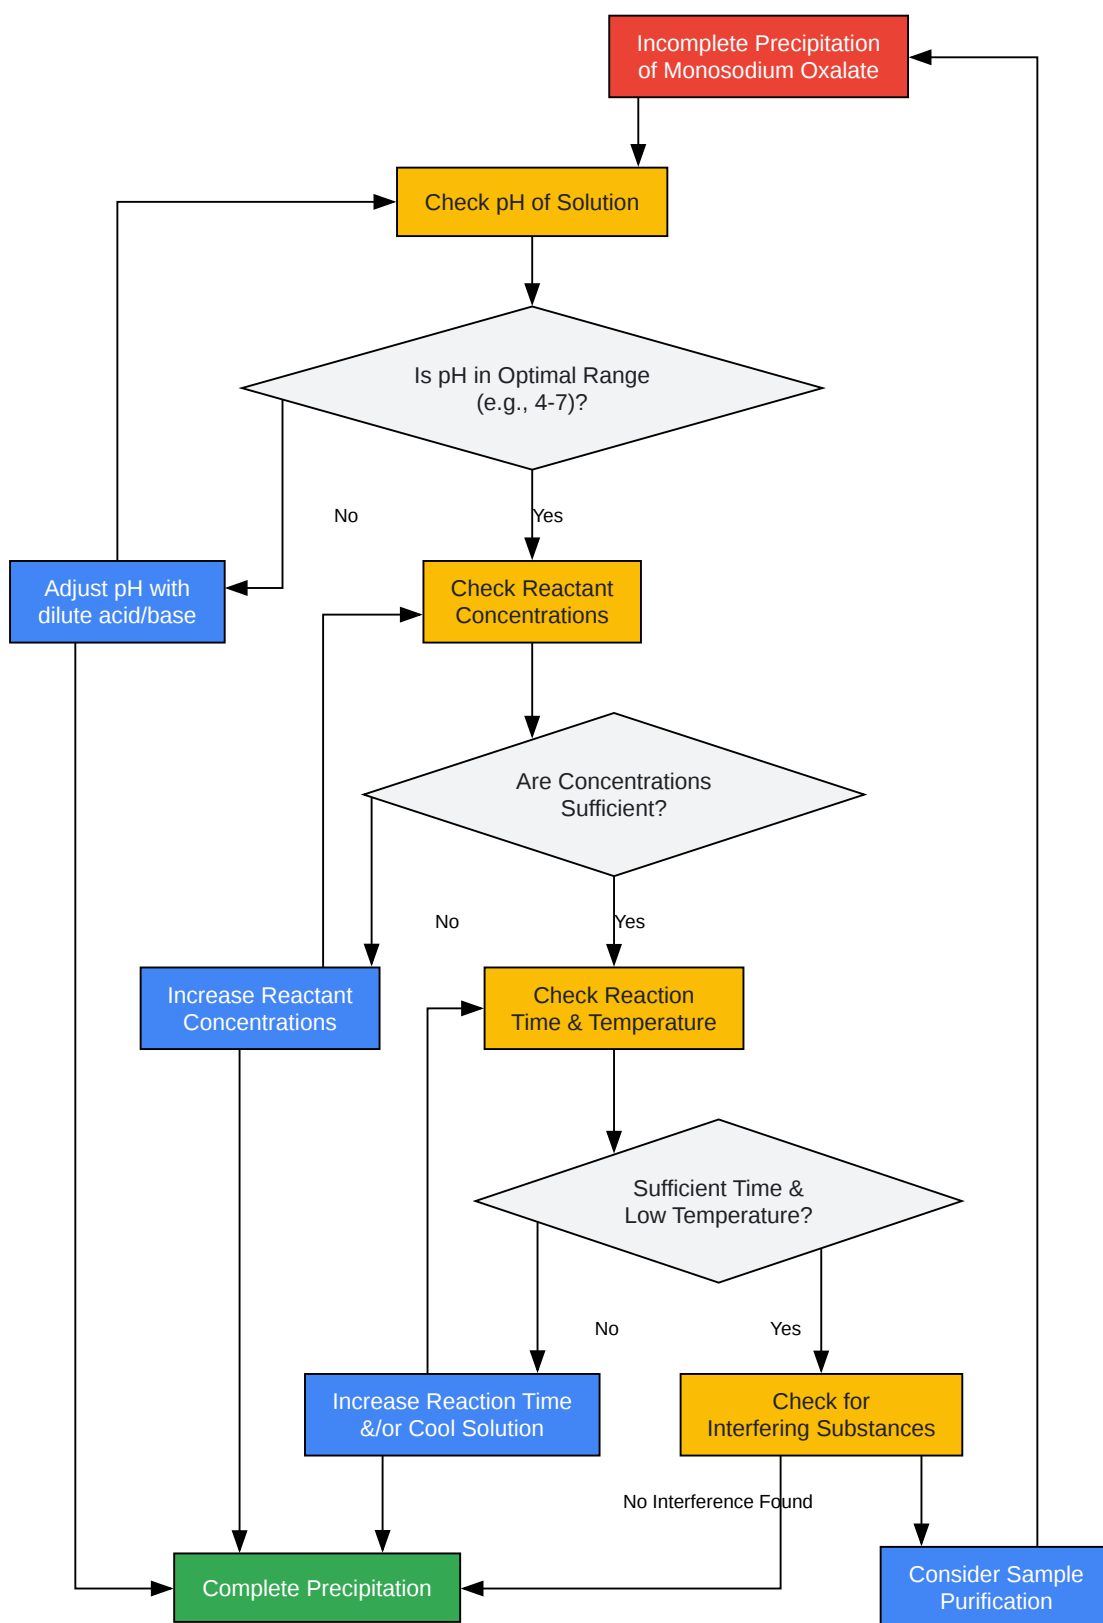 Incomplete Precipitation
of Monosodium Oxalate
Check pH of Solution
Is pH in Optimal Range
(e.g., 4-7)?
No
Yes
Adjust pH with
dilute acid/base
Check Reactant
Concentrations
Are Concentrations
Sufficient?
No
Yes
Increase Reactant
Concentrations
Check Reaction
Time & Temperature
Sufficient Time &
Low Temperature?
No
Yes
Increase Reaction Time
&/or Cool Solution
Check for
Interfering Substances
No Interference Found
Complete Precipitation
Consider Sample
Purification